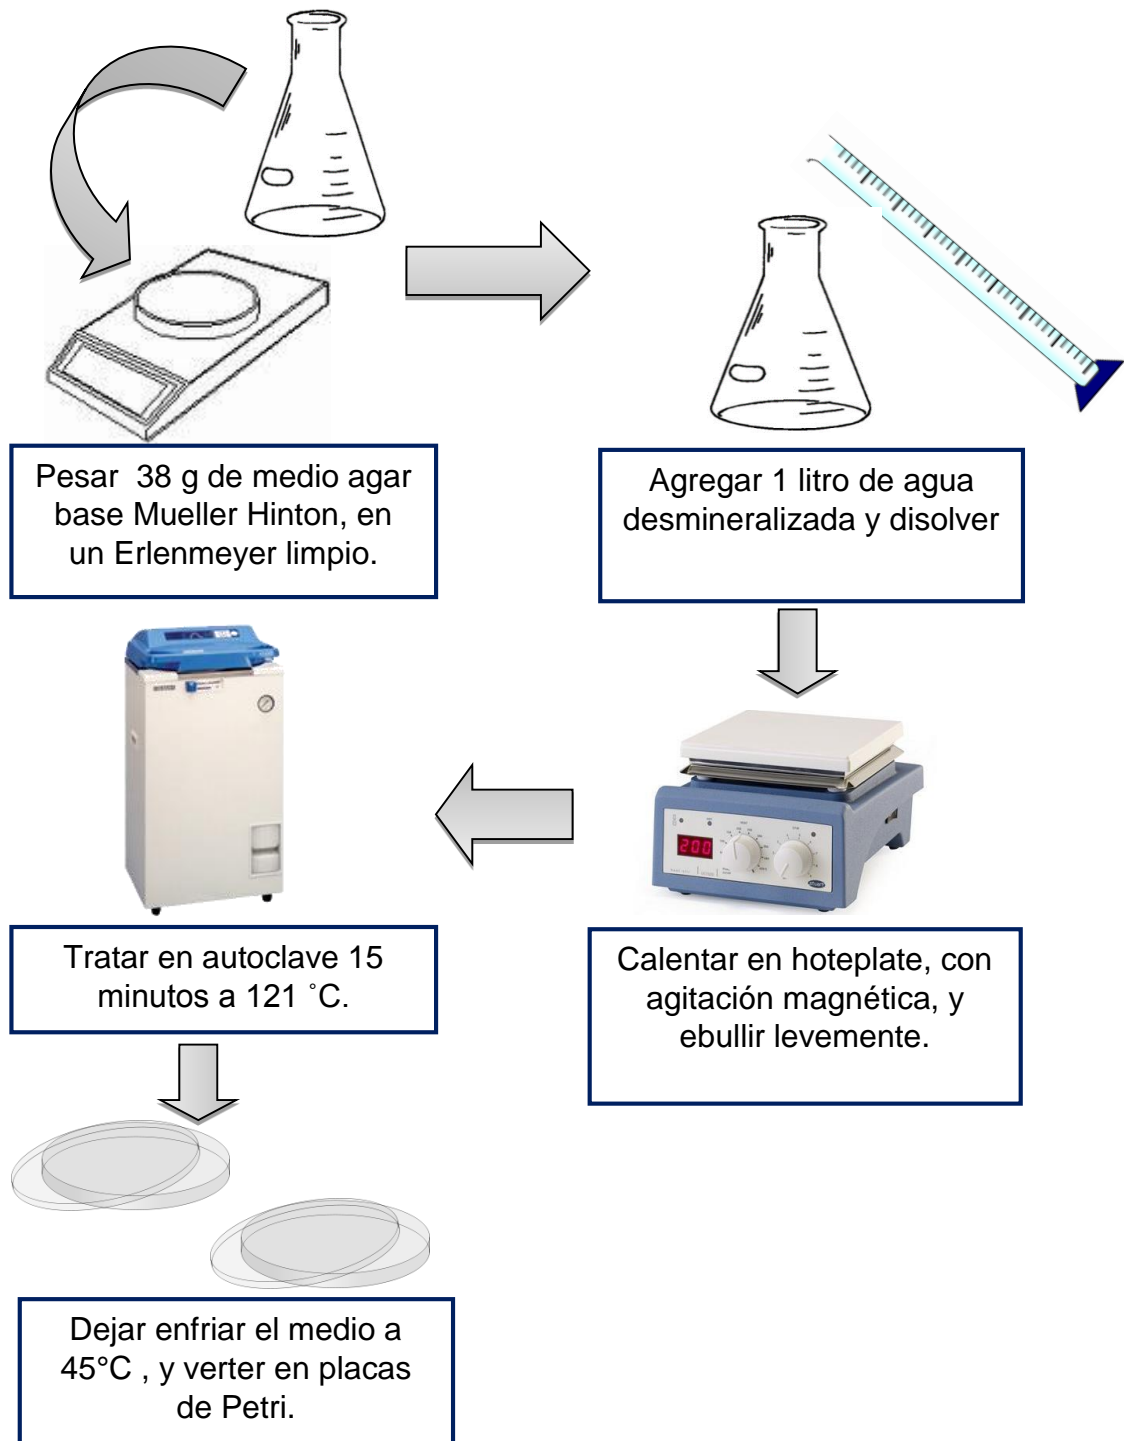 Pesar 38 g de medio agar
base Mueller Hinton, en
un Erlenmeyer limpio.
Agregar 1 litro de agua
desmineralizada y disolver
Calentar en hoteplate, con
agitación magnética, y
ebullir levemente.
200
Tratar en autoclave 15
minutos a 121 ˚C.
Dejar enfriar el medio a
45°C , y verter en placas
de Petri.